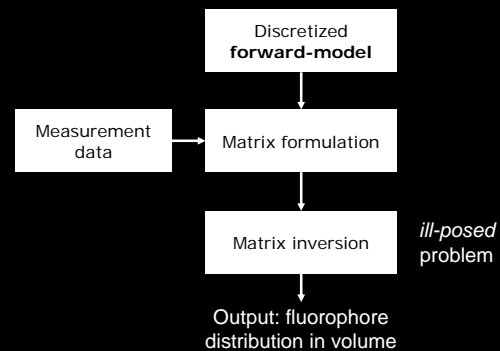 Discretized
forward-model
Measurement
data
Matrix formulation
Matrix inversion
ill-posed
problem
Output: fluorophore
distribution in volume